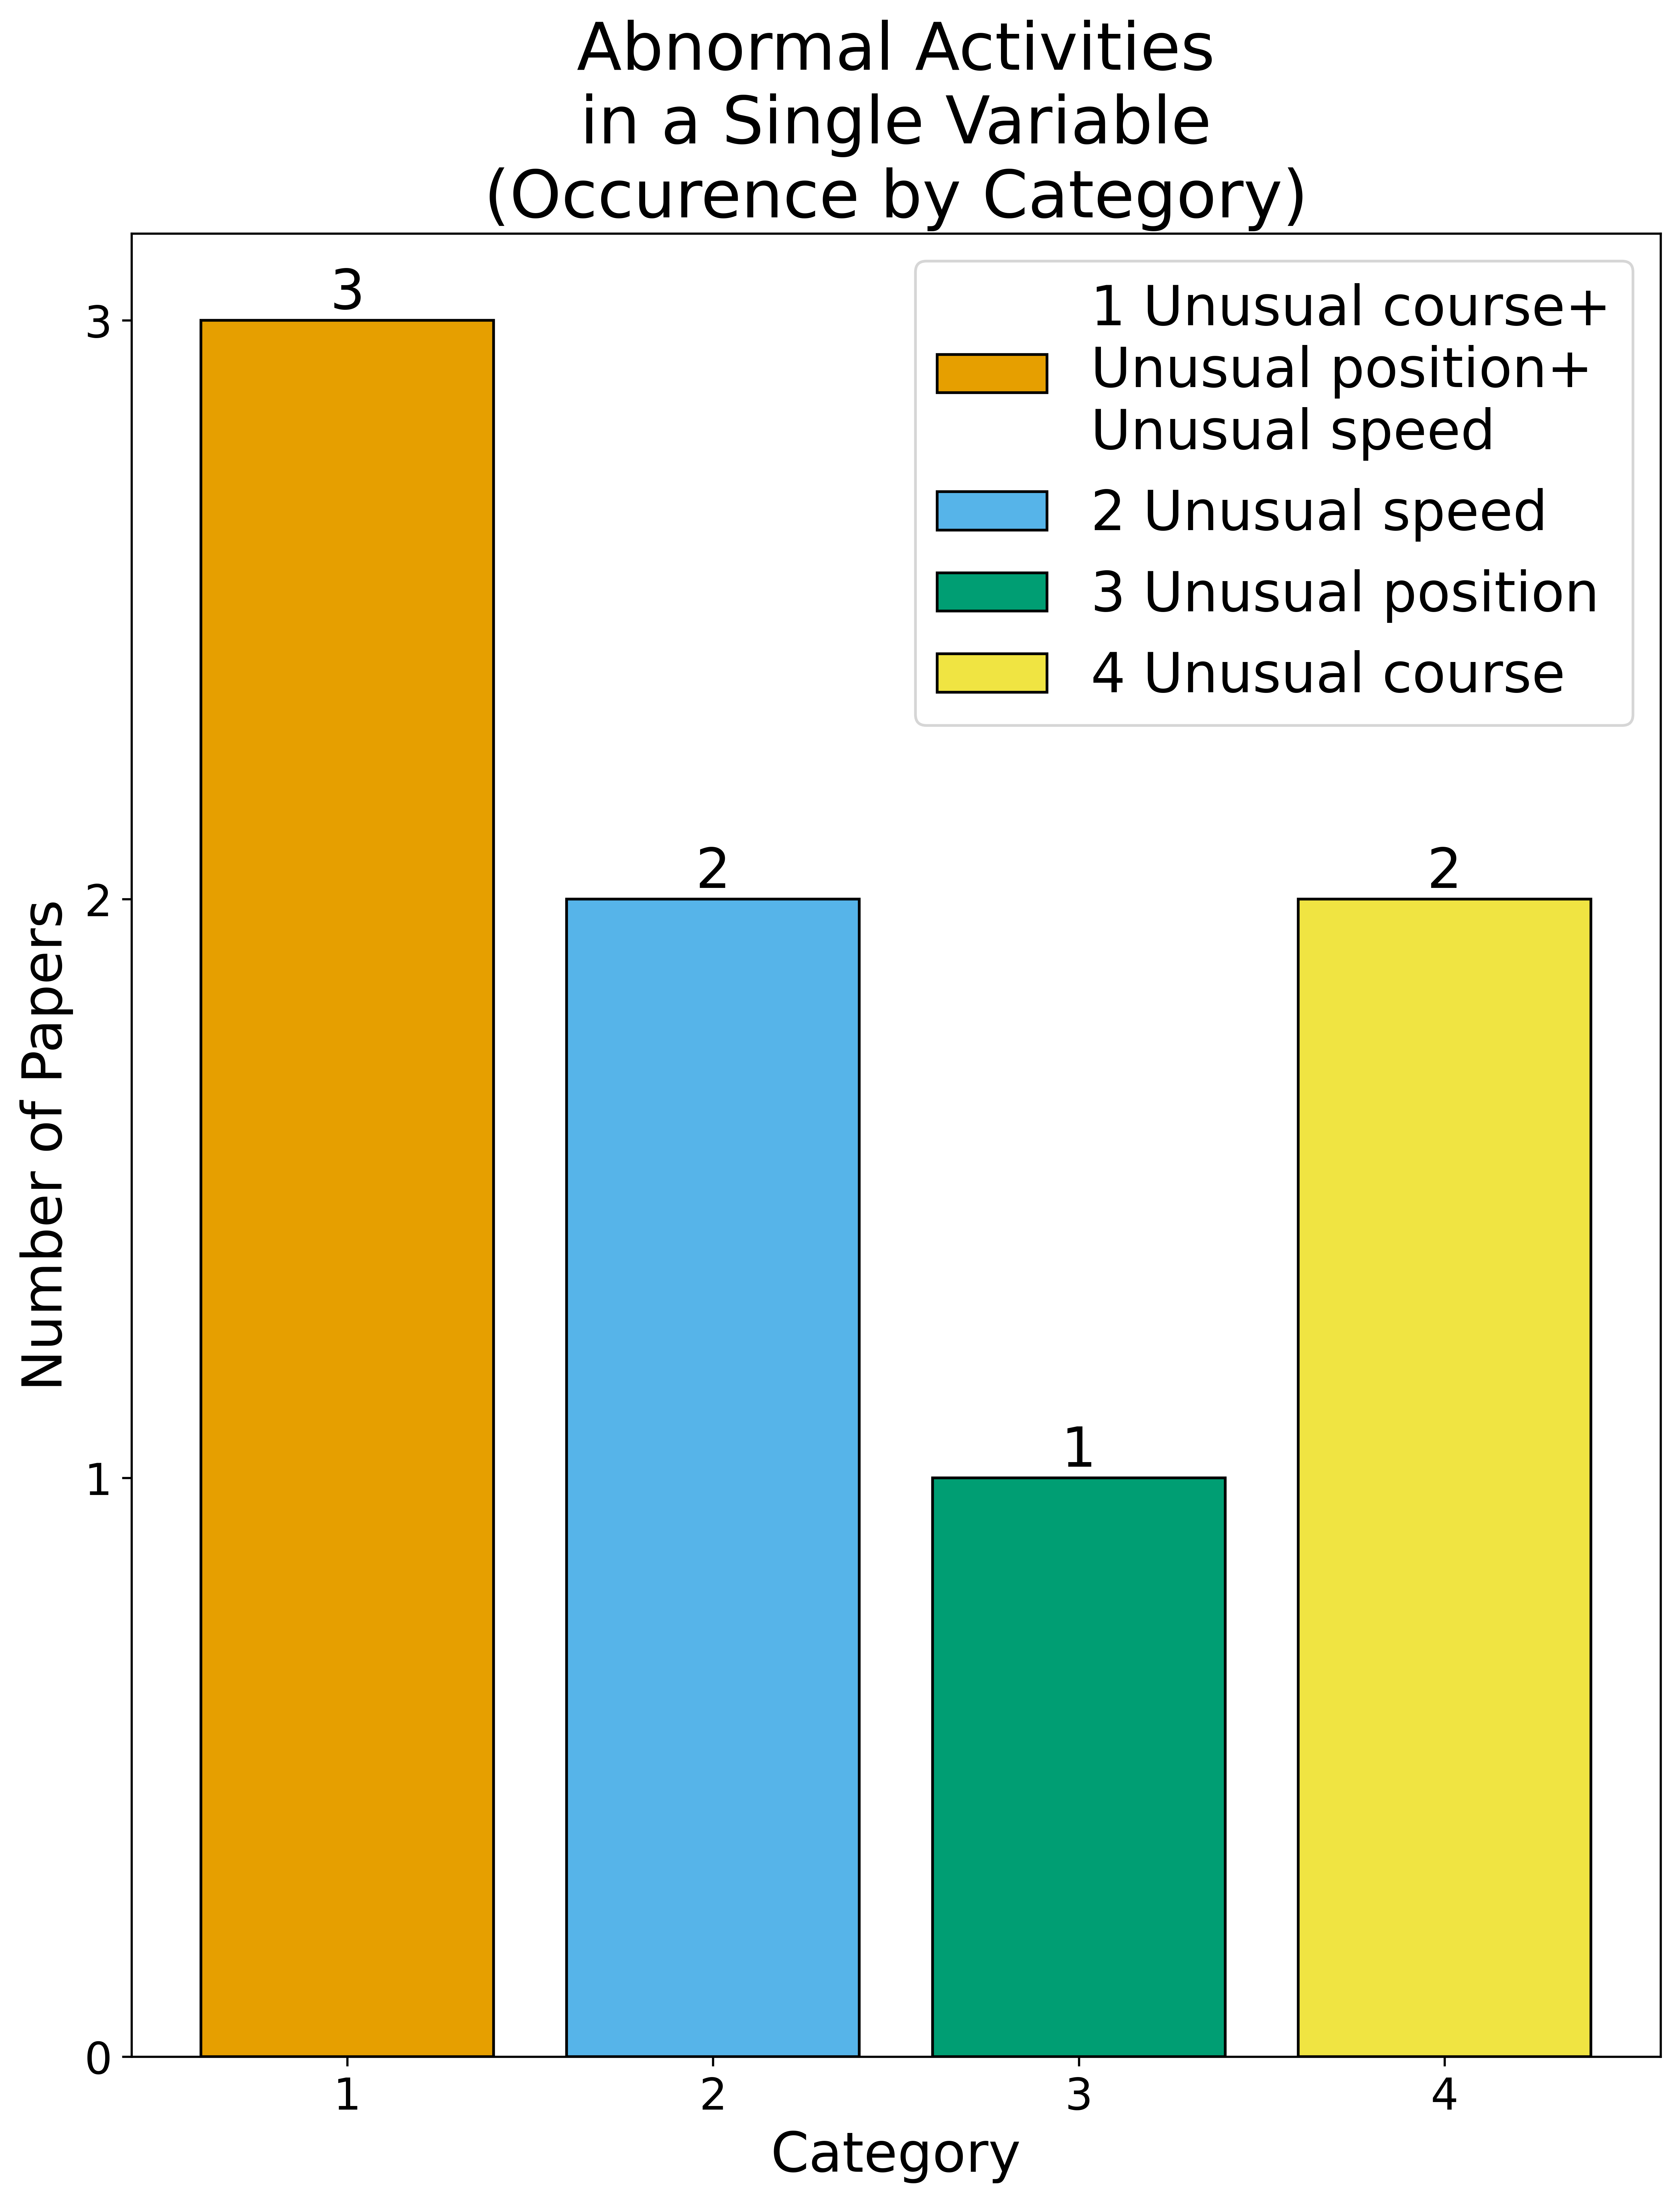 Abnormal Activities
in a Single Variable
(Occurence by Category)
1 Unusual course+
Unusual position+
Unusual speed
2 Unusual speed
3 Unusual position
4 Unusual course
3
2
1
2
3
2
1
0
Number of Papers
1 2 3 4
Category